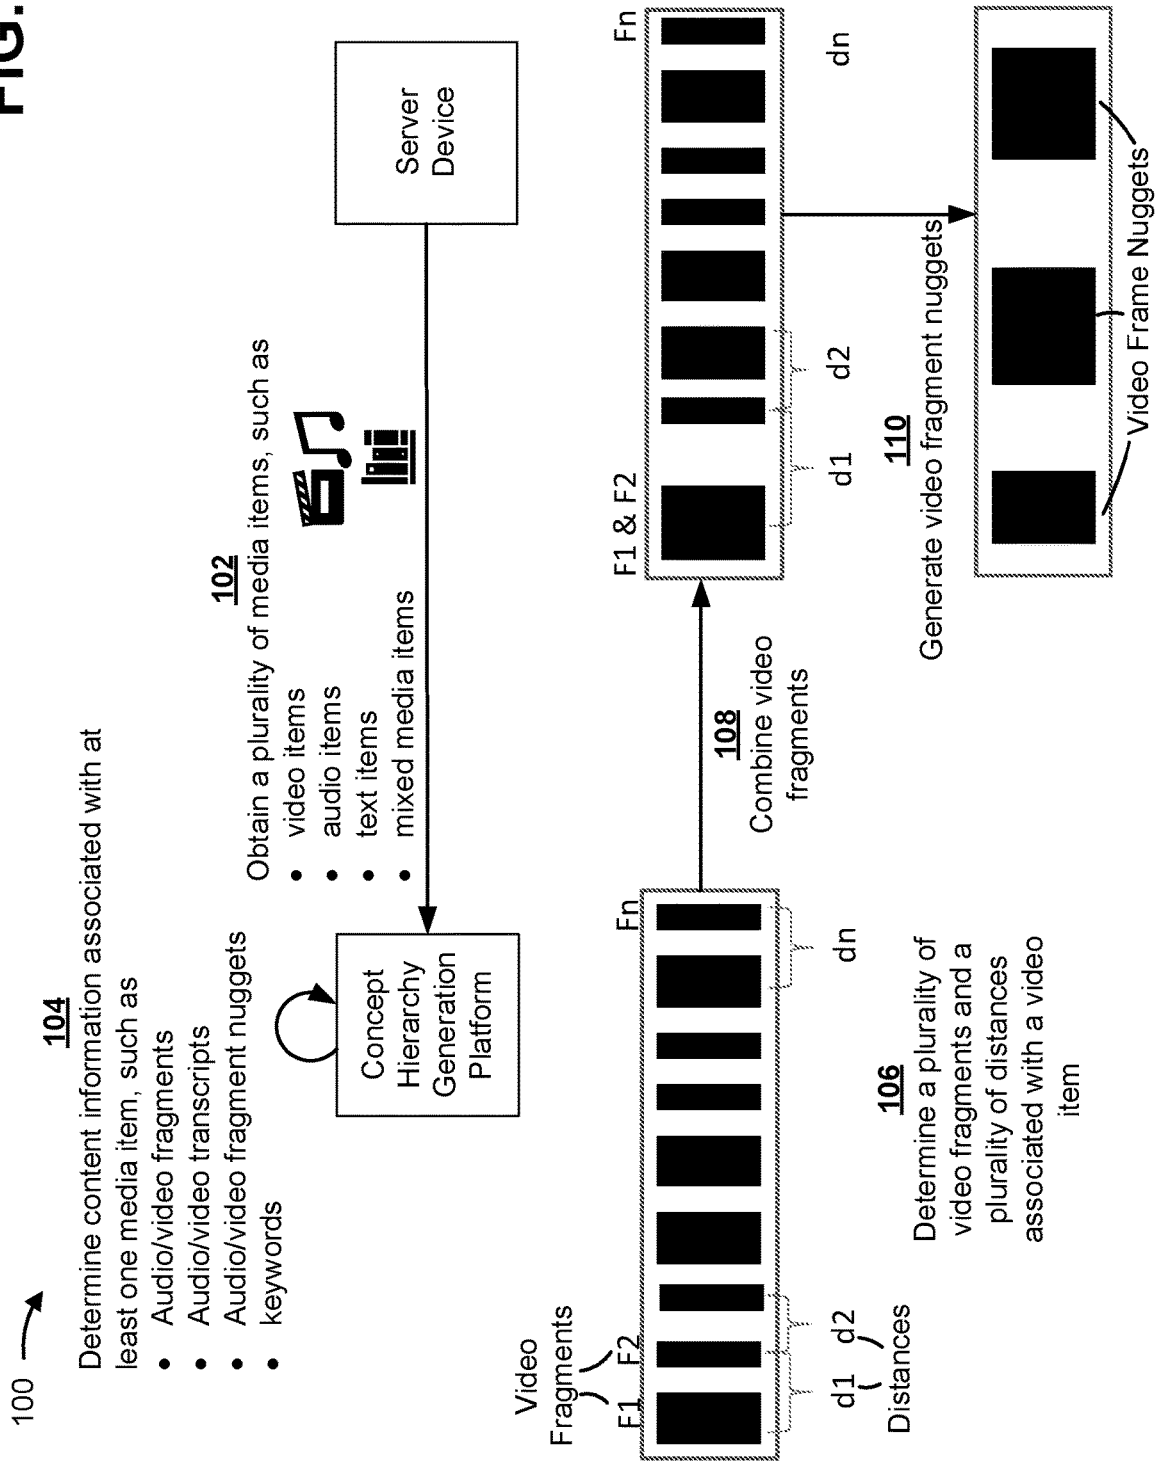 FIG.
100
104
Determine content information associated with at
least one media item, such as
• Audio/video fragments
• Audio/video transcripts
• Audio/video fragment nuggets
• keywords
102
Obtain a plurality of media items, such as
• video items
• audio items
• text items
• mixed media items
Concept
Hierarchy
Generation
Platform
Server
Device
Video
Fragments
F1
F2
Fn
d1
d2
dn
Distances
106
Determine a plurality of
video fragments and a
plurality of distances
associated with a video
item
108
Combine video
fragments
F1 & F2
Fn
d1
d2
dn
110
Generate video fragment nuggets
Video Frame Nuggets